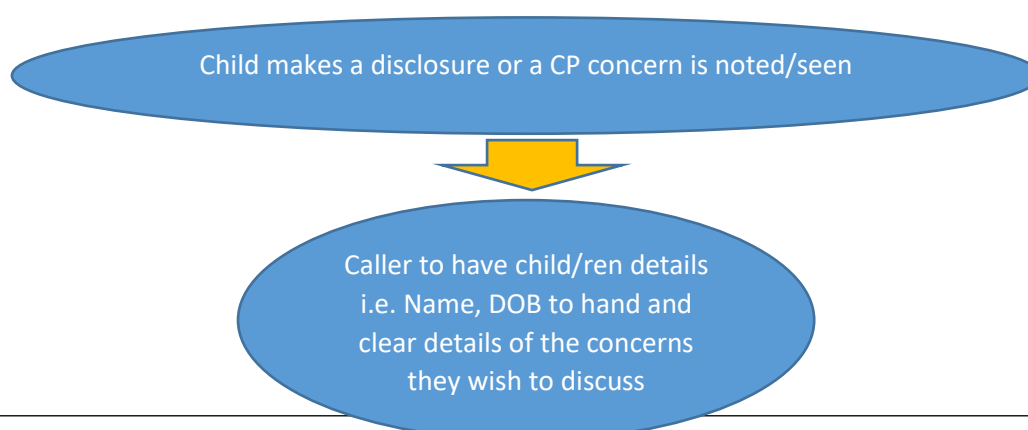 Child makes a disclosure or a CP concern is noted/seen
Caller to have child/ren details
i.e. Name, DOB to hand and
clear details of the concerns
they wish to discuss